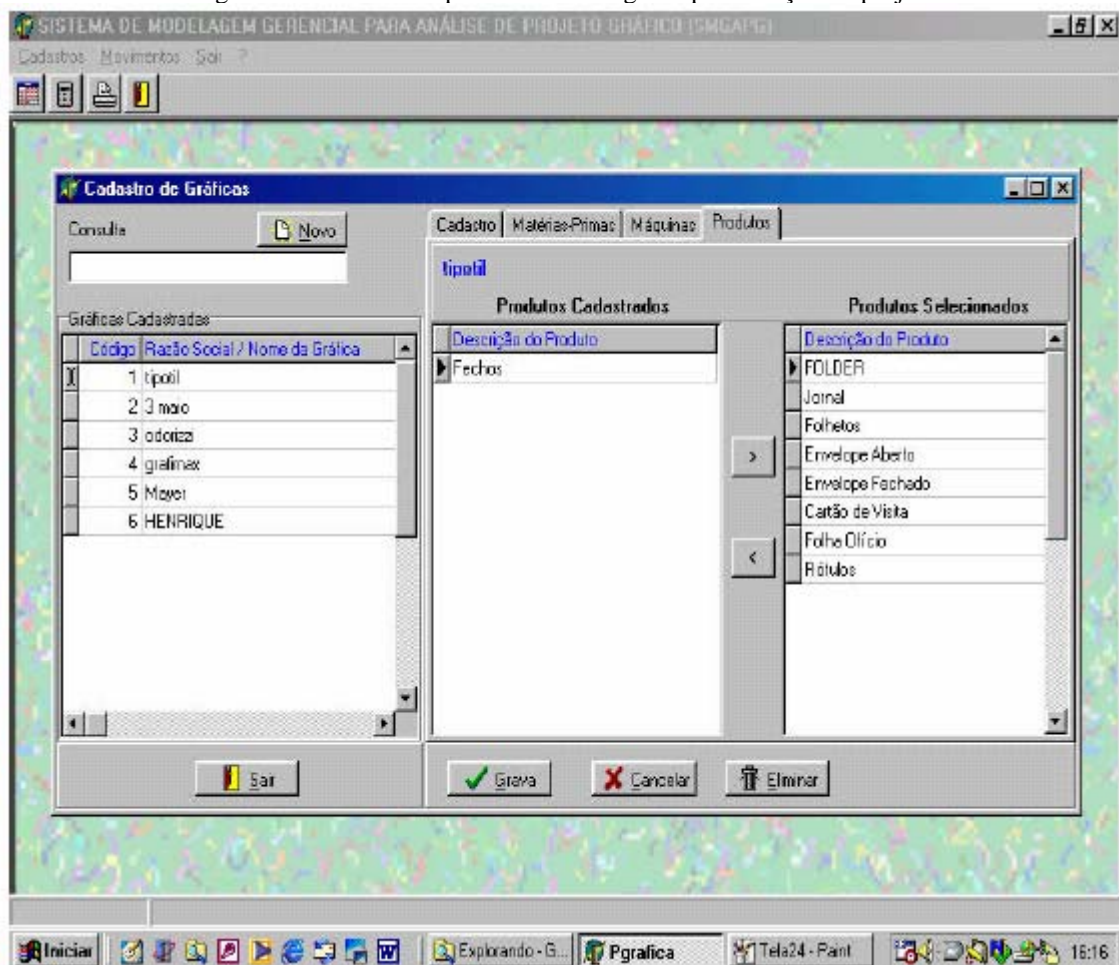 SISTEMA DE MODELAGEM GERENCIAL PARA ANÁLISE DE PROJETO GRÁFICO (SMGAPG)
Cadastros Movimentos Sair ?
Cadastro de Gráficas
Consulta
Novo
Cadastro Matérias-Primas Máquinas Produtos
tipotil
Produtos Cadastrados Produtos Selecionados
Gráficas Cadastradas
Código Razão Social / Nome da Gráfica
1 tipotil
2 3 maio
3 odorizzi
4 grafimax
5 Mayer
6 HENRIQUE
Descrição do Produto
Fechos
>
<
Descrição do Produto
FOLDER
Jornal
Folhetos
Envelope Aberto
Envelope Fechado
Cartão de Visita
Folha Ofício
Rótulos
Sair
Grava
Cancelar
Eliminar
Iniciar
Explorando - G...
Pgrafica
Tela24 - Paint
16:16